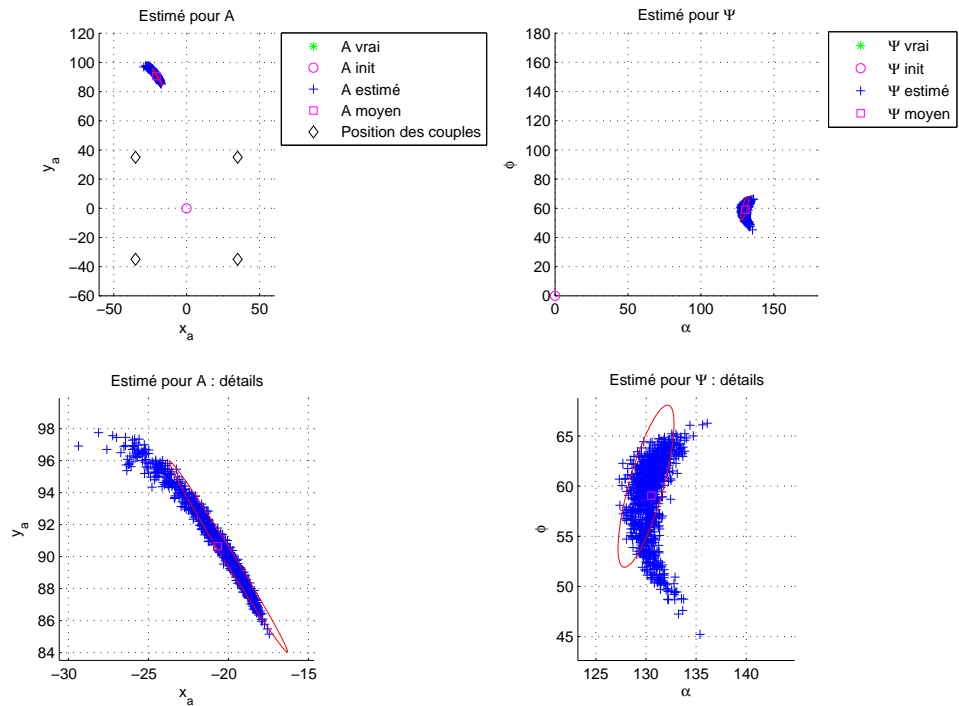 Estimé pour A
120
100
80
60
40
20
0
−20
−40
−60
−50
0
50
y_a
x_a
A vrai
A init
A estimé
A moyen
Position des couples
Estimé pour Ψ
180
160
140
120
100
80
60
40
20
0
0
50
100
150
ϕ
α
Ψ vrai
Ψ init
Ψ estimé
Ψ moyen
Estimé pour A : détails
98
96
94
92
90
88
86
84
−30
−25
−20
−15
y_a
x_a
Estimé pour Ψ : détails
65
60
55
50
45
125
130
135
140
ϕ
α